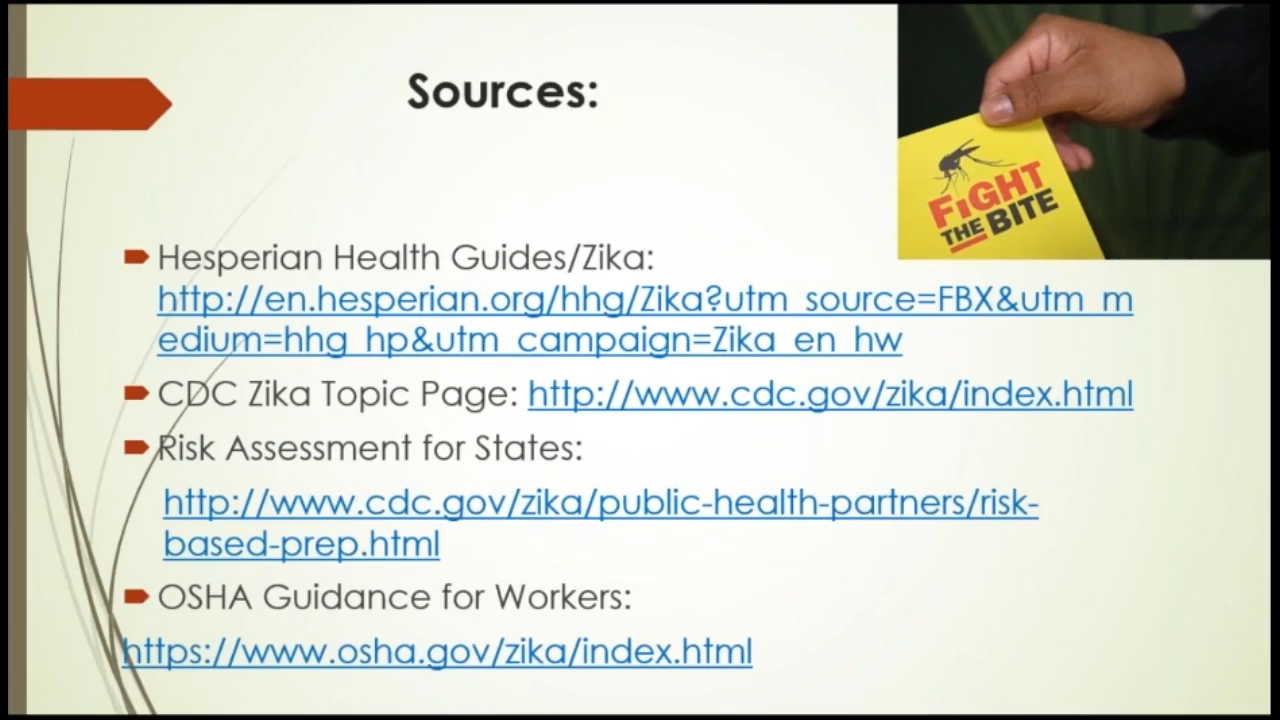 Sources:
FiGHT
THE BITE
Hesperian Health Guides/Zika:
http://en.hesperian.org/hhg/Zika?utm_source=FBX&utm_m
edium=hhg_hp&utm_campaign=Zika_en_hw
CDC Zika Topic Page: http://www.cdc.gov/zika/index.html
Risk Assessment for States:
http://www.cdc.gov/zika/public-health-partners/risk-
based-prep.html
OSHA Guidance for Workers:
https://www.osha.gov/zika/index.html